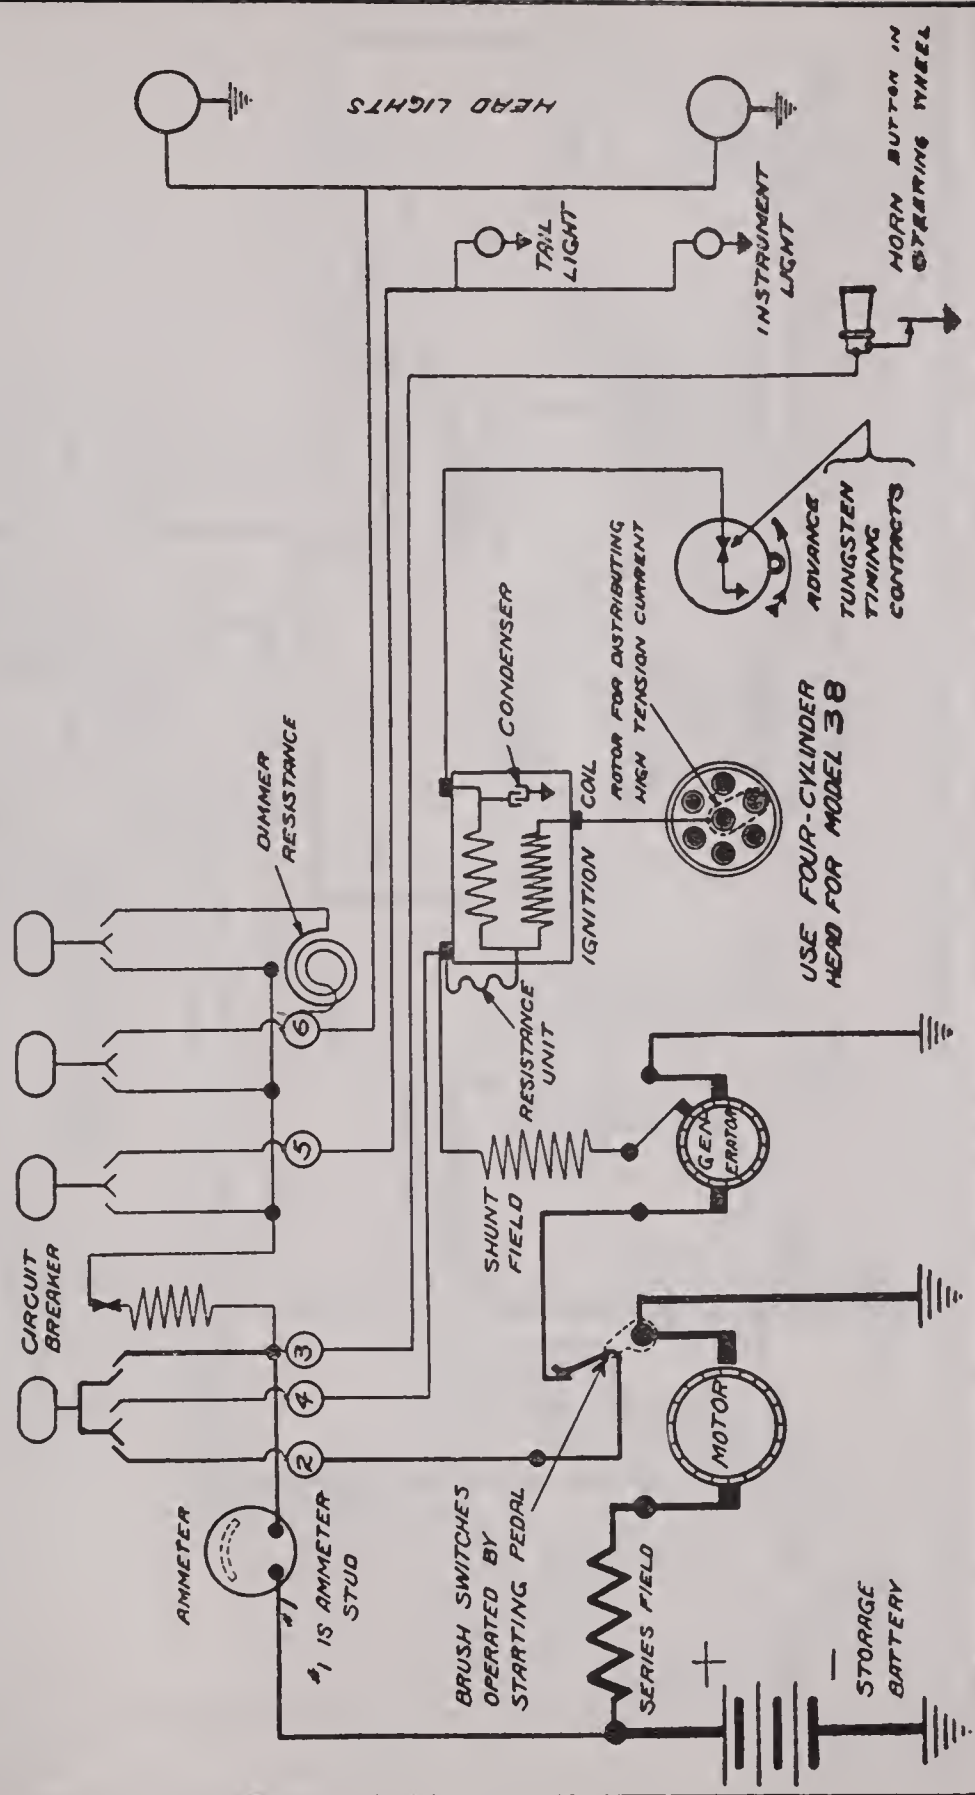 AMMETER
#1
#1 IS AMMETER
STUD
CIRCUIT
BREAKER
2
4
3
5
6
DIMMER
RESISTANCE
HEAD LIGHTS
BRUSH SWITCHES
OPERATED BY
STARTING PEDAL
SHUNT
FIELD
RESISTANCE
UNIT
IGNITION COIL
CONDENSER
TAIL
LIGHT
SERIES FIELD
MOTOR
GEN
ERATOR
ROTOR FOR DISTRIBUTING
HIGH TENSION CURRENT
INSTRUMENT
LIGHT
+
-
STORAGE
BATTERY
USE FOUR-CYLINDER
HEAD FOR MODEL 38
ADVANCE
TUNGSTEN
TIMING
CONTACTS
HORN BUTTON IN
STEERING WHEEL